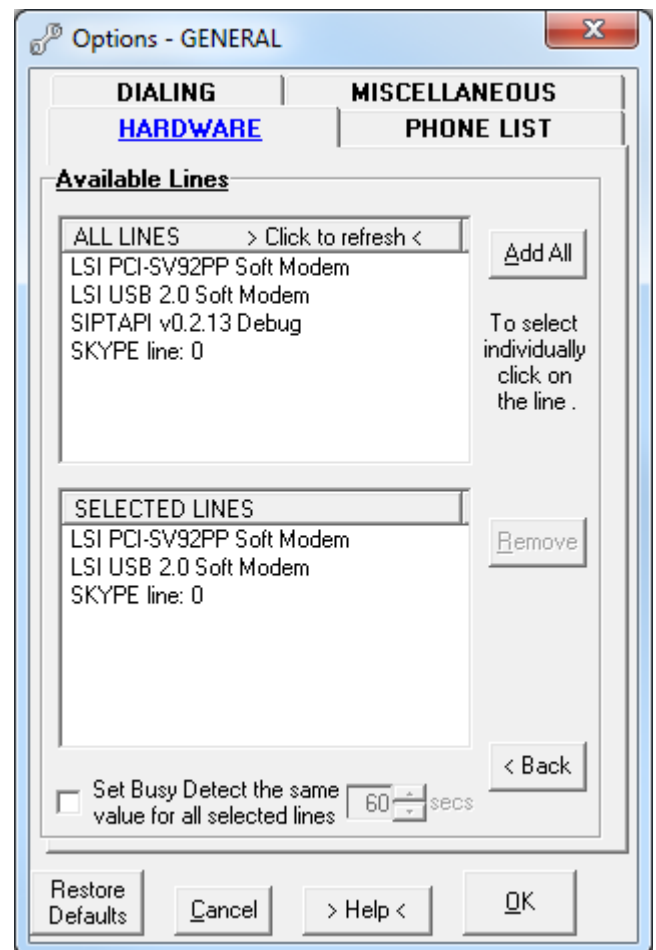 Options - GENERAL
DIALING MISCELLANEOUS
HARDWARE PHONE LIST
Available Lines
ALL LINES > Click to refresh <
LSI PCI-SV92PP Soft Modem
LSI USB 2.0 Soft Modem
SIPTAPI v0.2.13 Debug
SKYPE line: 0
Add All
To select
individually
click on
the line .
SELECTED LINES
LSI PCI-SV92PP Soft Modem
LSI USB 2.0 Soft Modem
SKYPE line: 0
Remove
< Back
Set Busy Detect the same
value for all selected lines 60 secs
Restore
Defaults
Cancel
> Help <
OK